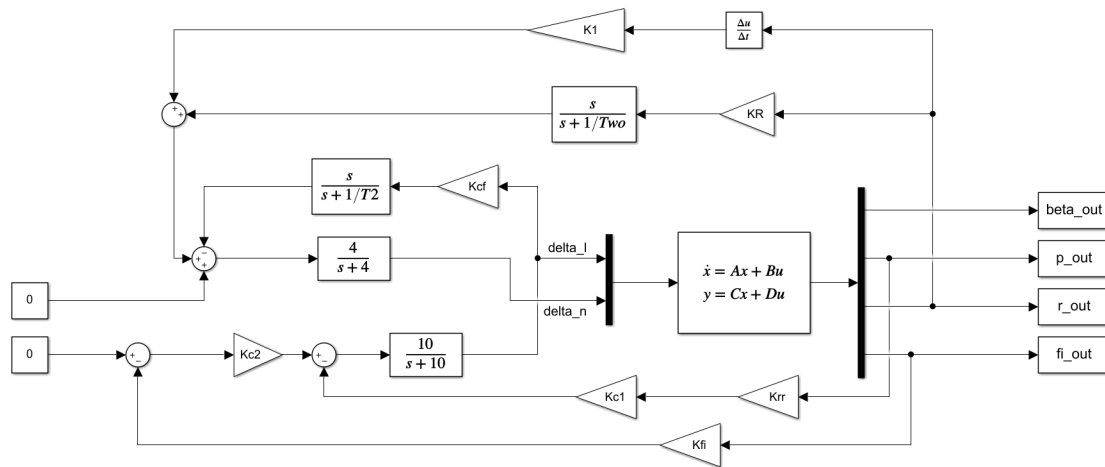 K1
Δu
Δt
+
+
s
s + 1/Two
KR
s
s + 1/T2
Kcf
beta_out
−
+
+
4
s + 4
delta_l
ẋ = Ax + Bu
y = Cx + Du
p_out
0
delta_n
r_out
0
+
−
Kc2
+
−
10
s + 10
fi_out
Kc1
Krr
Kfi